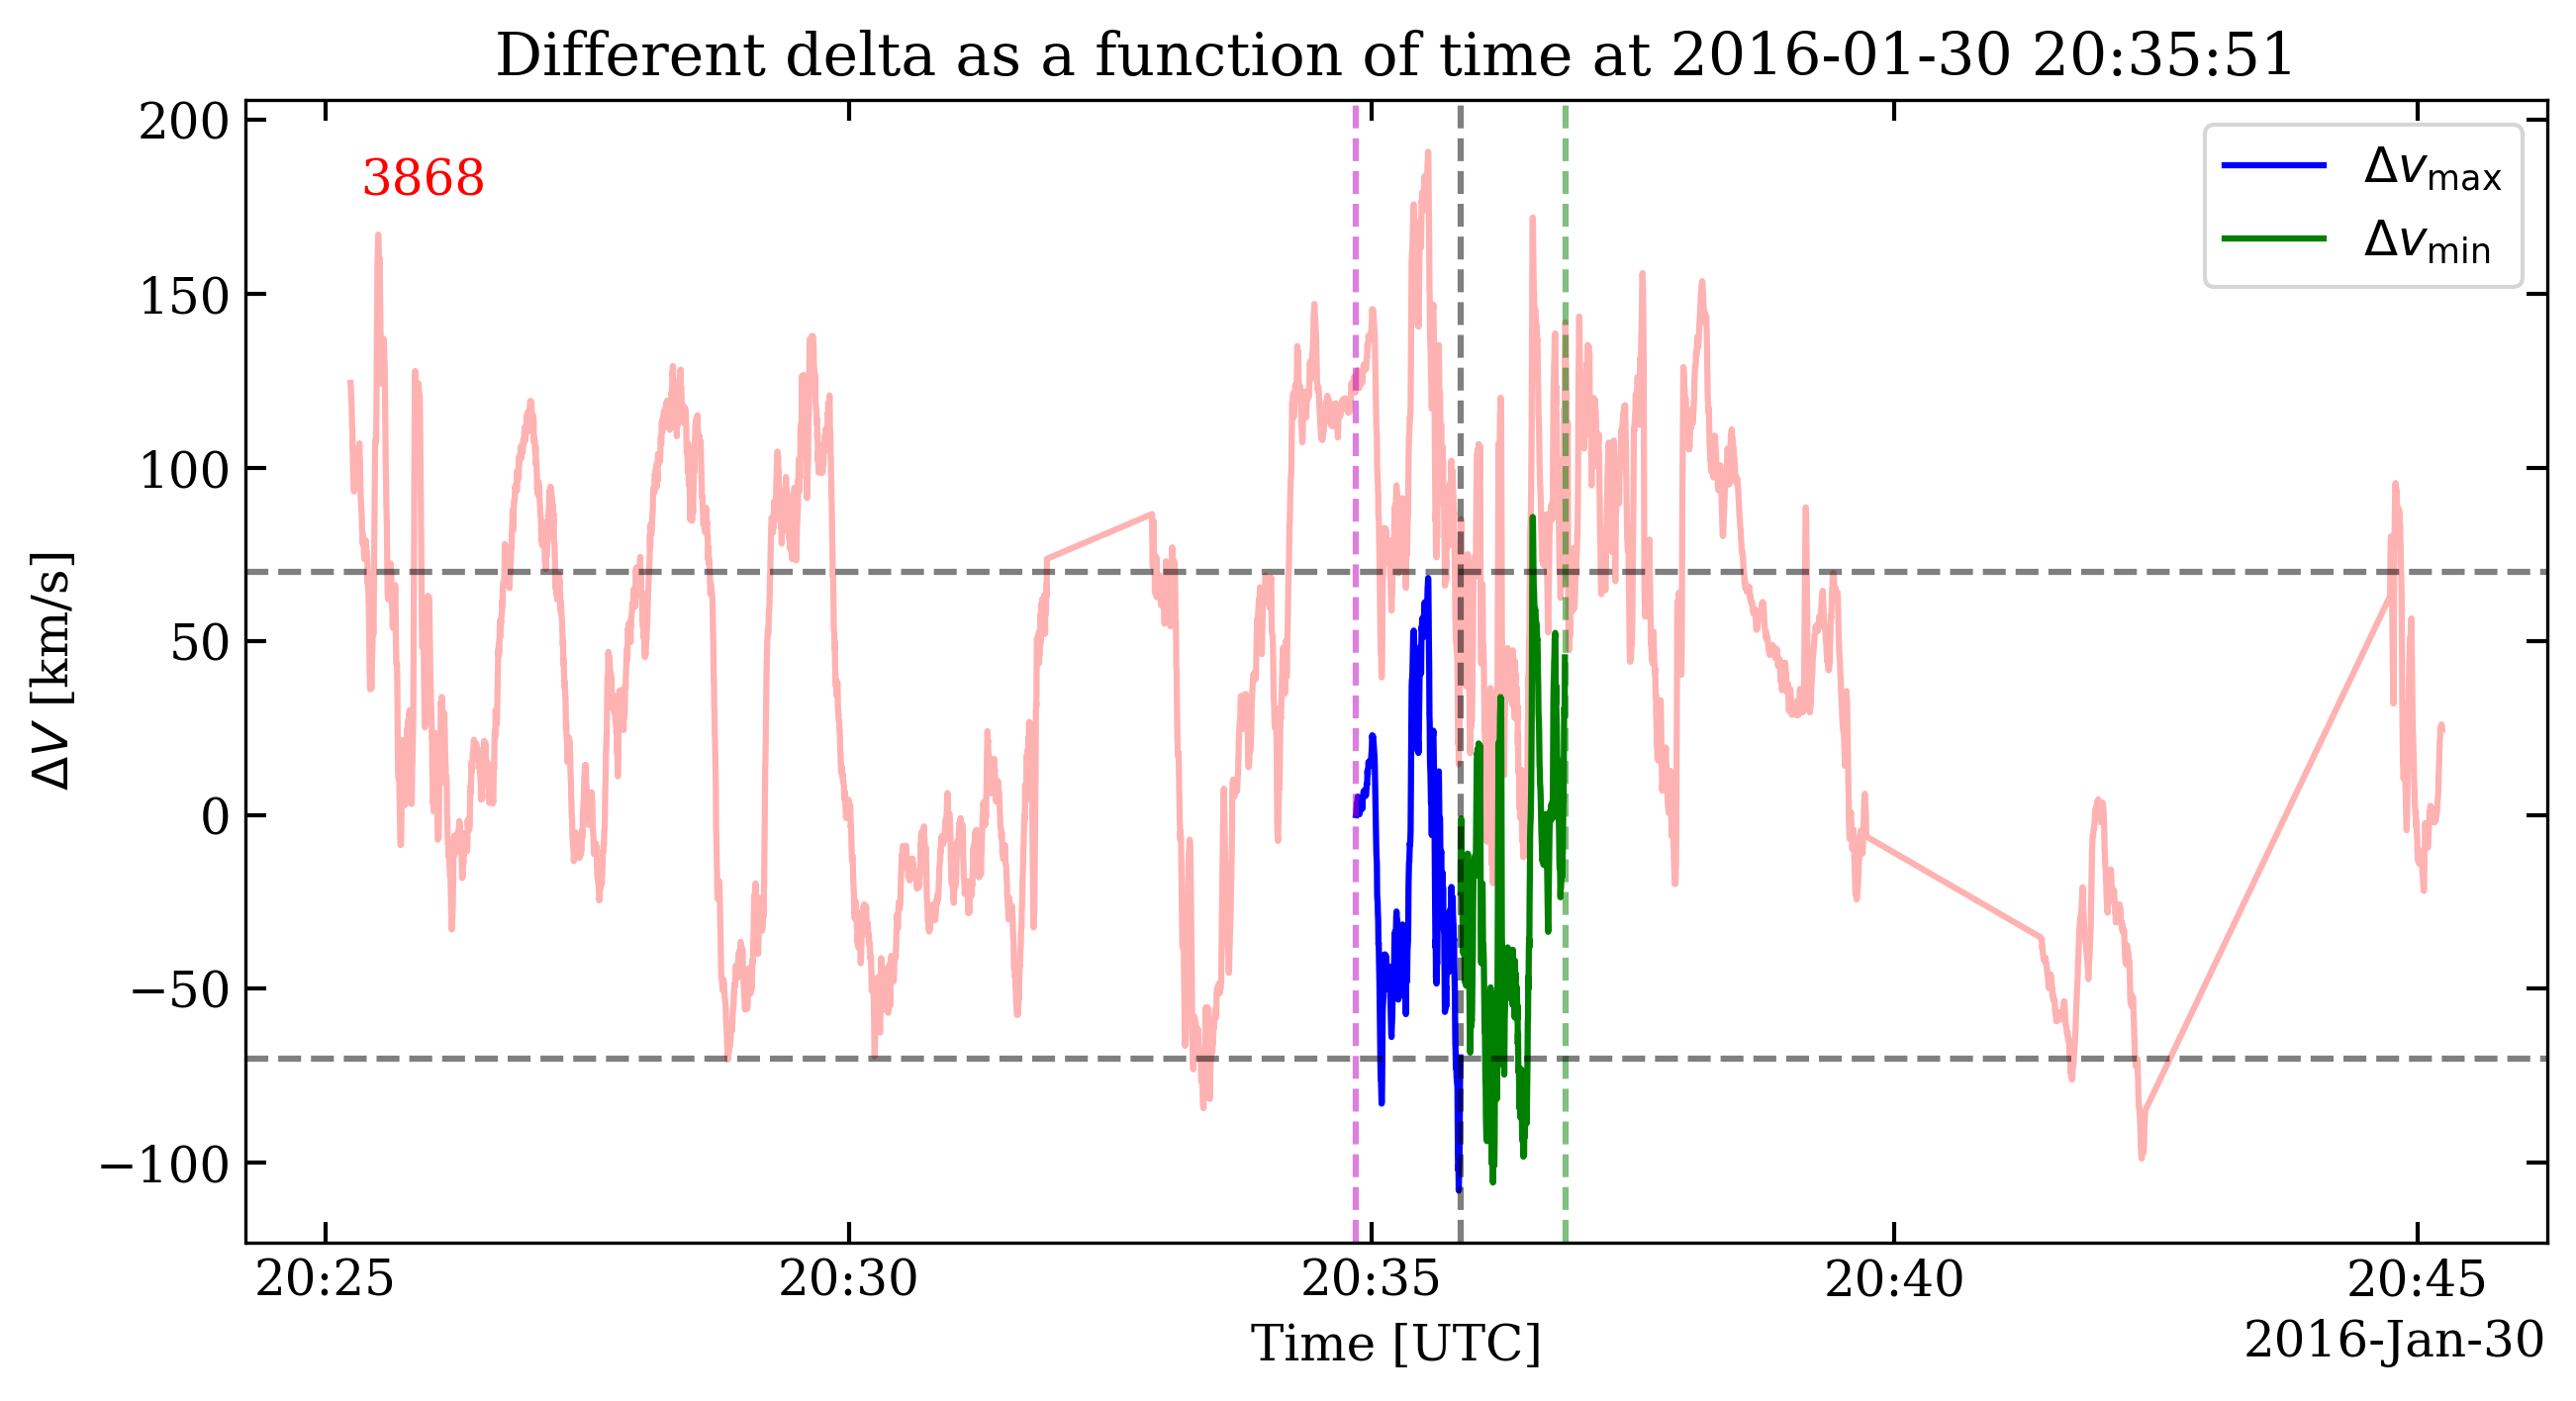 Different delta as a function of time at 2016-01-30 20:35:51
200
150
100
50
0
−50
−100
ΔV [km/s]
3868
Δv_max
Δv_min
20:25
20:30
20:35
20:40
20:45
Time [UTC]
2016-Jan-30